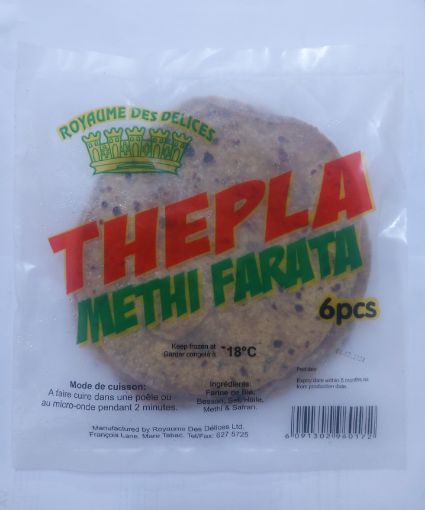 ROYAUME DES DELICES
THEPLA
METHI FARATA
6pcs
Keep frozen at
Garder congelé à
-18°C
Mode de cuisson:
A faire cuire dans une poêle ou
au micro-onde pendant 2 minutes.
Ingrédients:
Farine de Blé,
Besson, Sel, Huile,
Methi & Safran.
Expiry date within 5 months as
from production date.
Manufactured by Royaume Des Délices Ltd.
François Lane, Mare Tabac. Tel/Fax: 627 5725
6 091302 960172